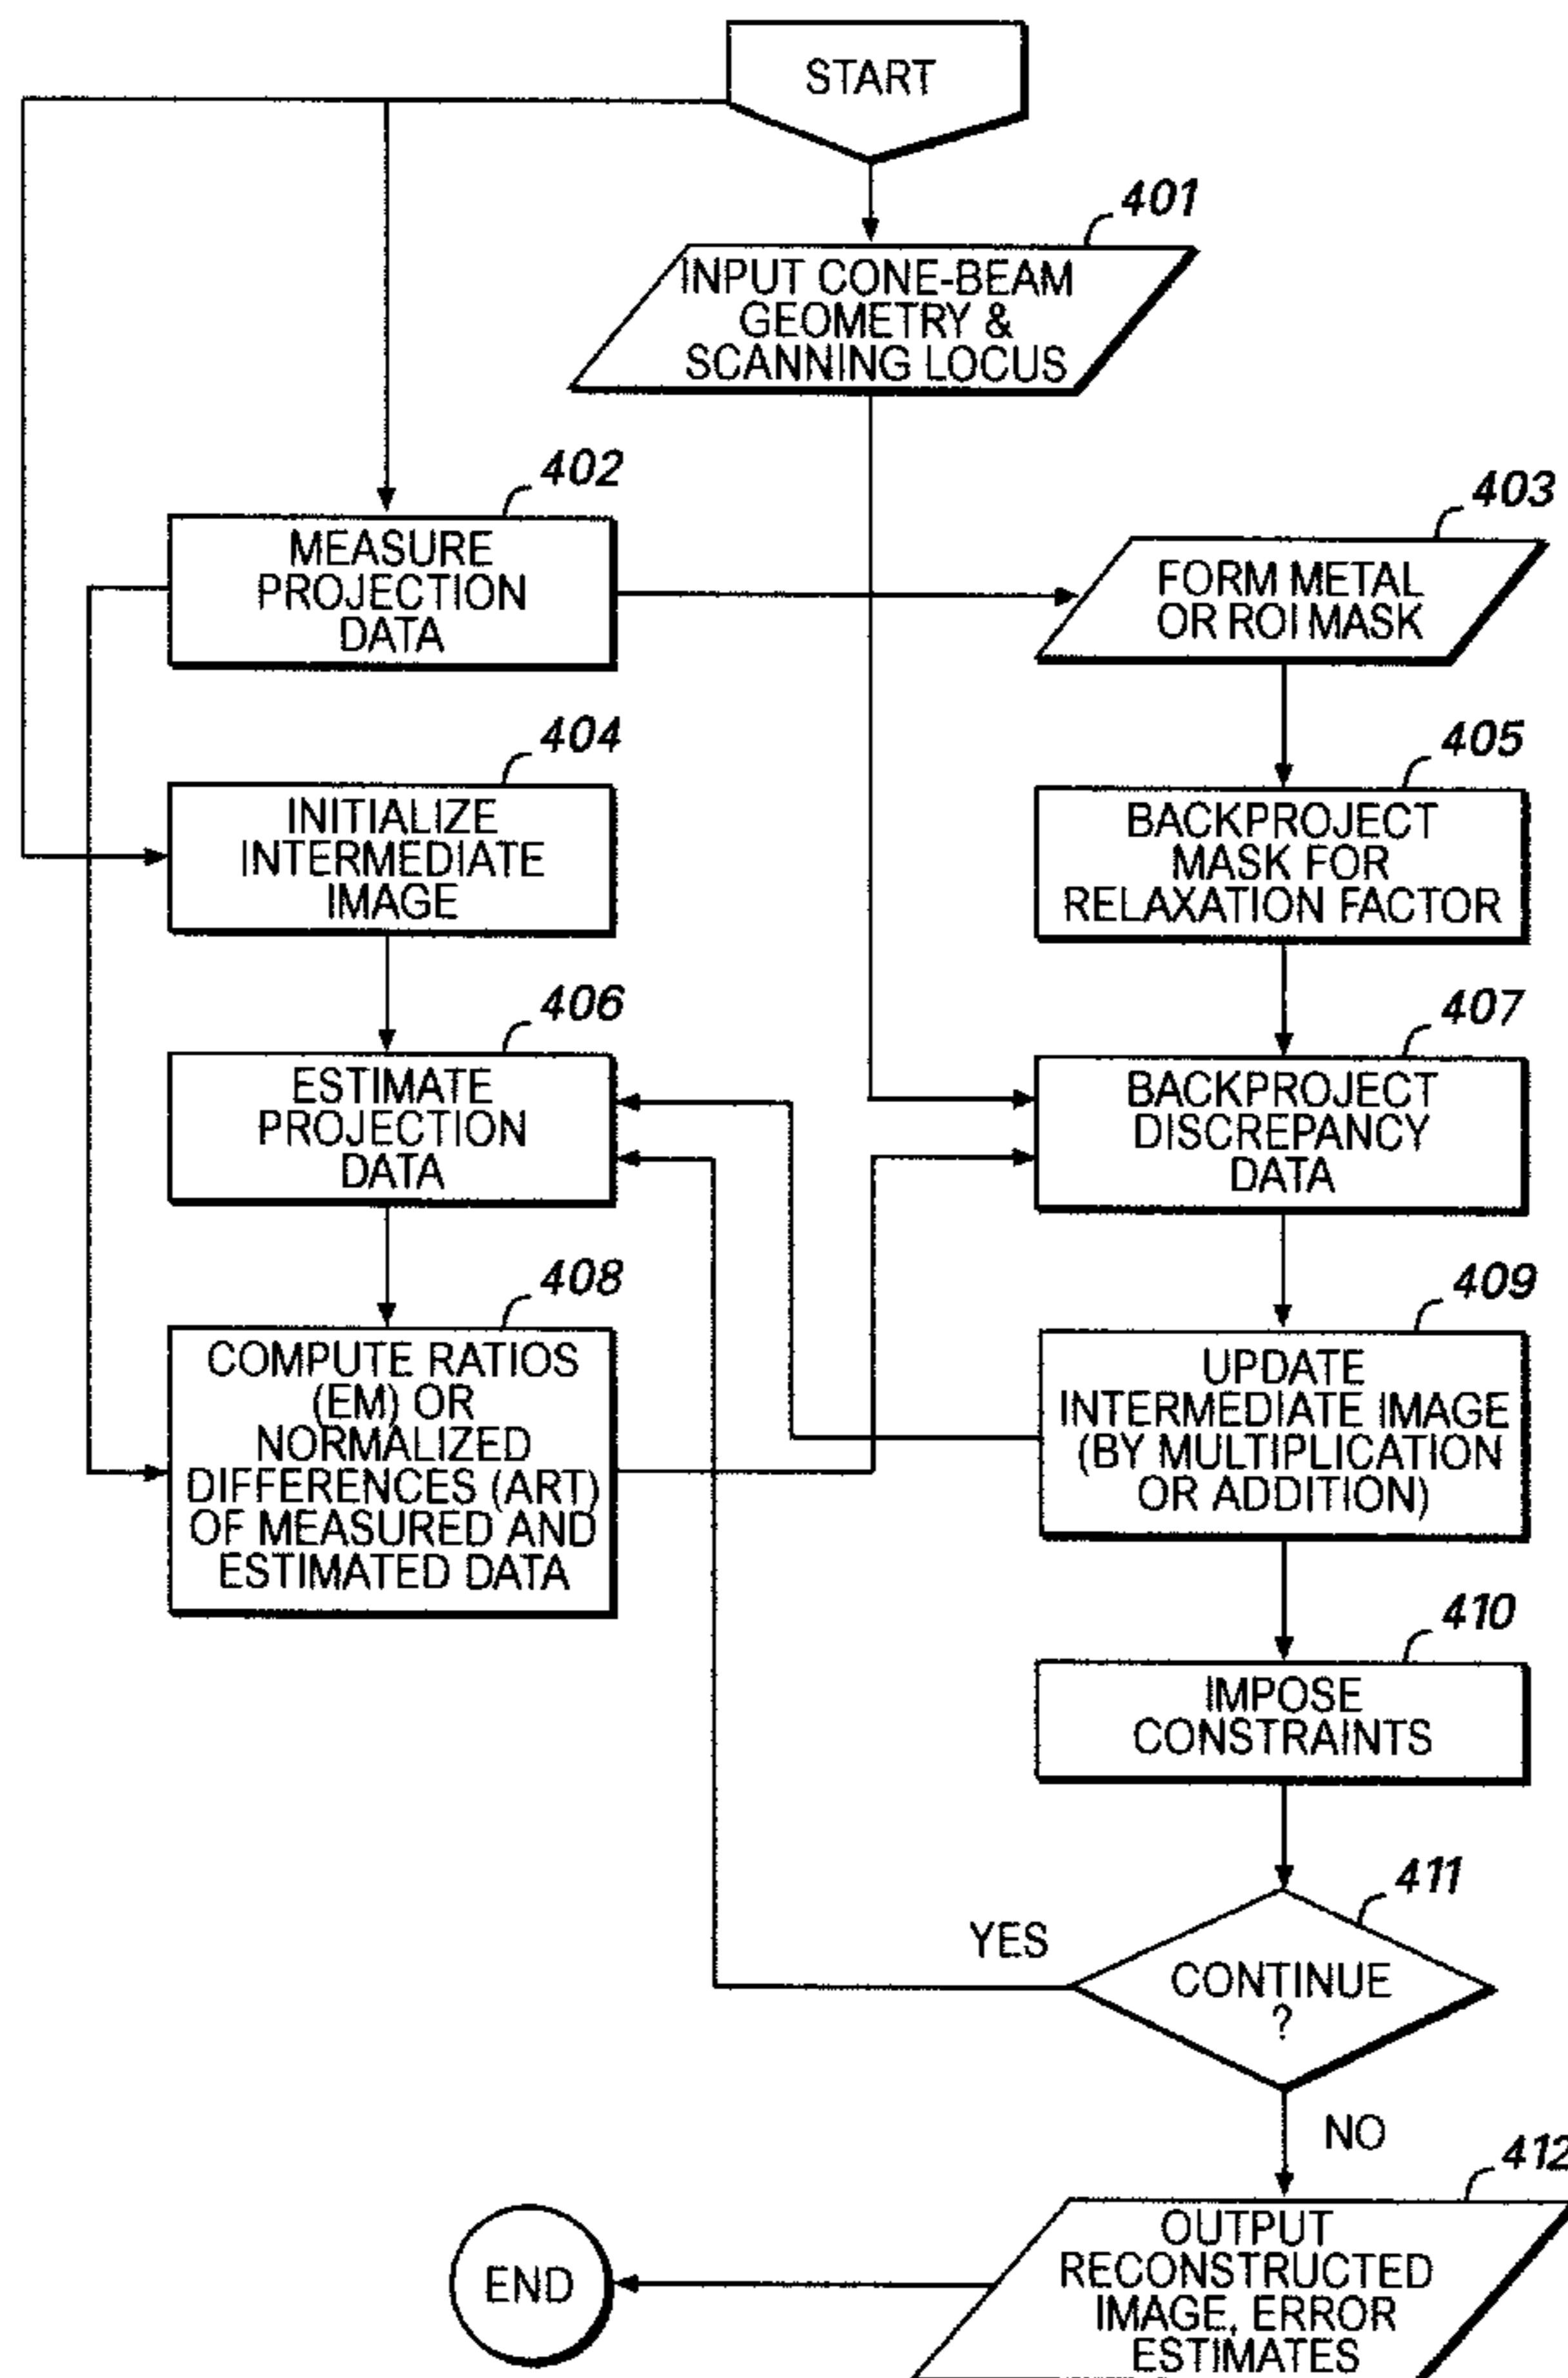 START
401
INPUT CONE-BEAM
GEOMETRY &
SCANNING LOCUS
402
MEASURE
PROJECTION
DATA
403
FORM METAL
OR ROI MASK
404
INITIALIZE
INTERMEDIATE
IMAGE
405
BACKPROJECT
MASK FOR
RELAXATION FACTOR
406
ESTIMATE
PROJECTION
DATA
407
BACKPROJECT
DISCREPANCY
DATA
408
COMPUTE RATIOS
(EM) OR
NORMALIZED
DIFFERENCES (ART)
OF MEASURED AND
ESTIMATED DATA
409
UPDATE
INTERMEDIATE IMAGE
(BY MULTIPLICATION
OR ADDITION)
410
IMPOSE
CONSTRAINTS
411
YES
CONTINUE
?
NO
412
OUTPUT
RECONSTRUCTED
IMAGE, ERROR
ESTIMATES
END